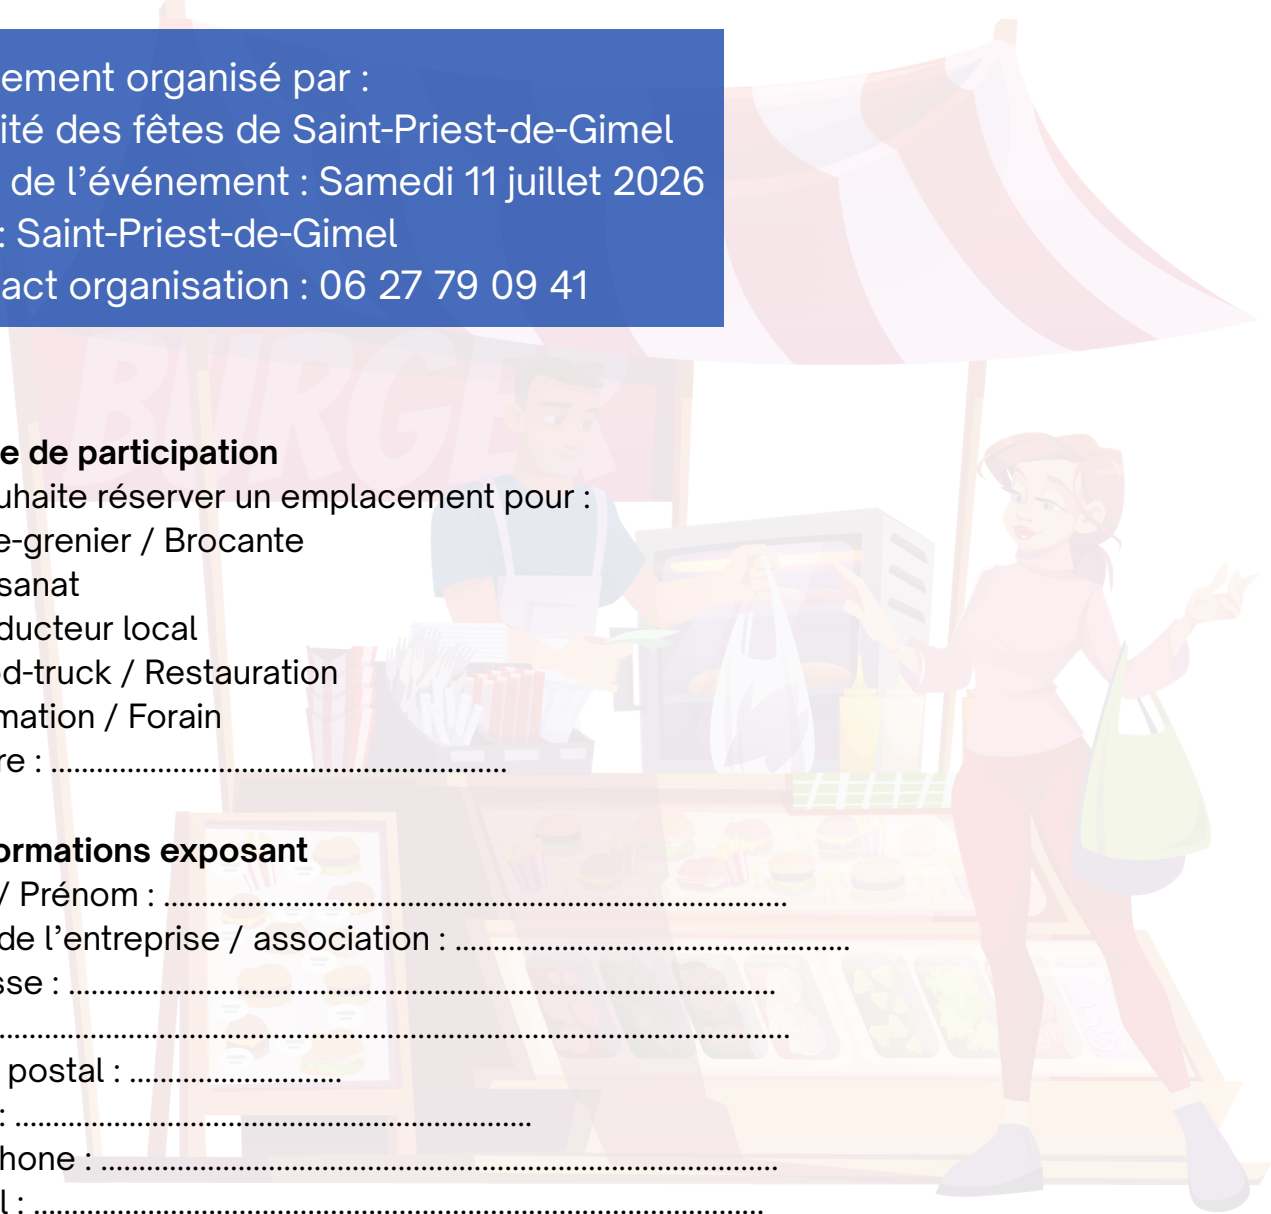 ement organisé par :
ité des fêtes de Saint-Priest-de-Gimel
de l’événement : Samedi 11 juillet 2026
: Saint-Priest-de-Gimel
act organisation : 06 27 79 09 41
BURGER
e de participation
uhaite réserver un emplacement pour :
e-grenier / Brocante
sanat
ducteur local
d-truck / Restauration
mation / Forain
re : ............................................................
ormations exposant
/ Prénom : ..................................................................................
de l’entreprise / association : ....................................................
sse : .............................................................................................
........................................................................................................
postal : ............................
: ....................................................................
hone : .........................................................................................
l : ................................................................................................